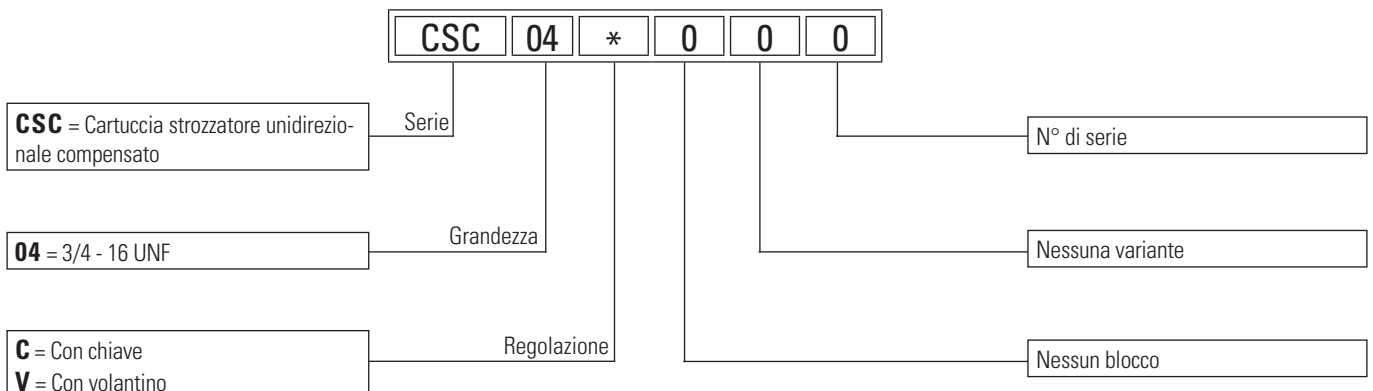 CSC 04 * 0 0 0
CSC = Cartuccia strozzatore unidirezio-
nale compensato
Serie
N° di serie
04 = 3/4 - 16 UNF
Grandezza
Nessuna variante
C = Con chiave
V = Con volantino
Regolazione
Nessun blocco